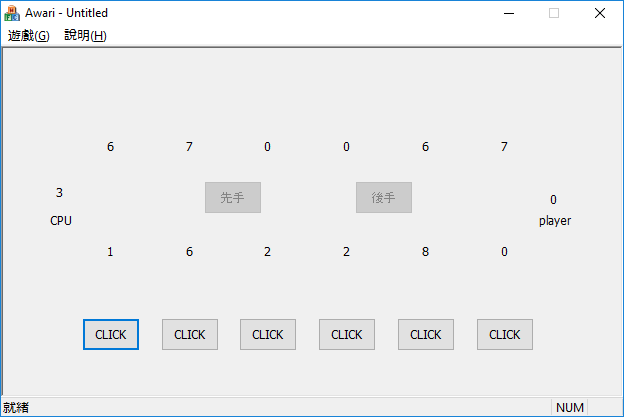 Awari - Untitled
遊戲(G) 說明(H)
6 7 0 0 6 7
3 先手 後手 0
CPU player
1 6 2 2 8 0
CLICK CLICK CLICK CLICK CLICK CLICK
就緒 NUM